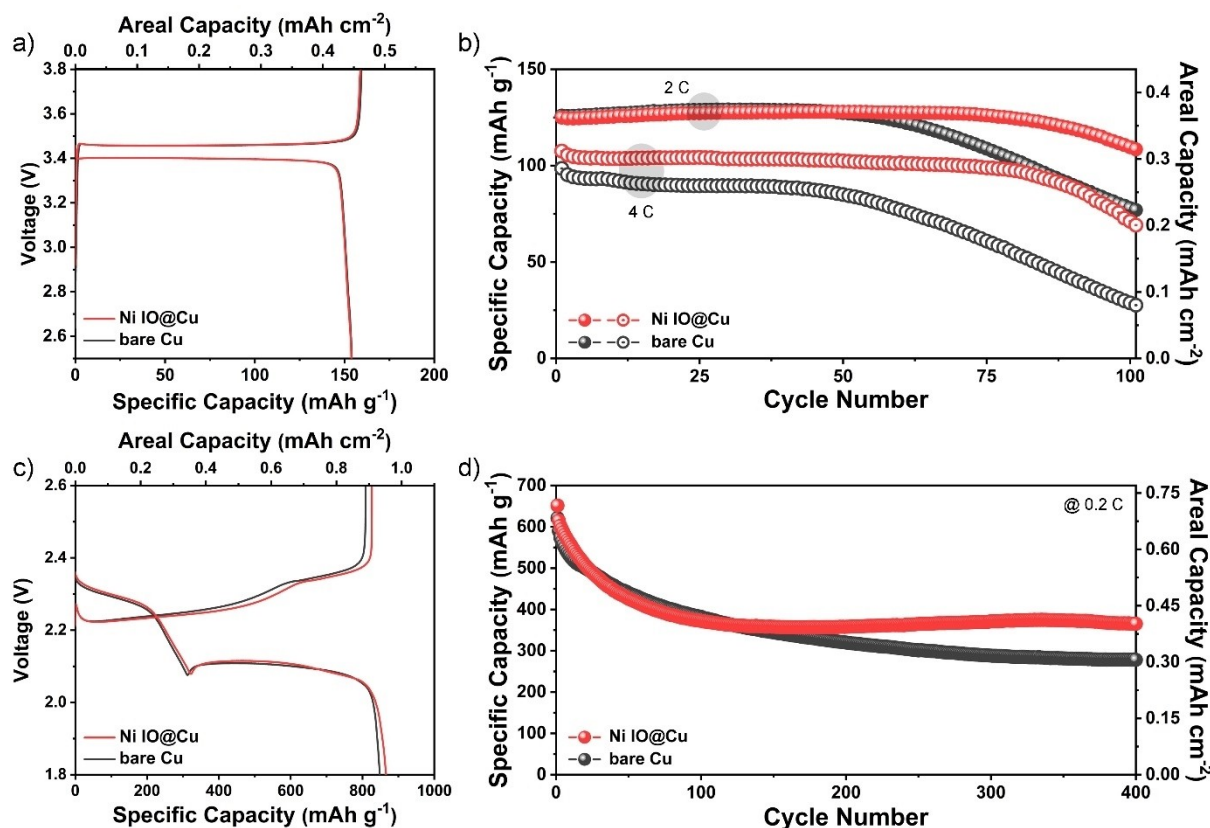 a)
Areal Capacity (mAh cm⁻²)
0.0 0.1 0.2 0.3 0.4 0.5
3.8
3.6
3.4
3.2
3.0
2.8
2.6
Voltage (V)
Ni IO@Cu
bare Cu
0 50 100 150 200
Specific Capacity (mAh g⁻¹)
b)
150
100
50
0
Specific Capacity (mAh g⁻¹)
2 C
4 C
Ni IO@Cu
bare Cu
0.4
0.3
0.2
0.1
0.0
Areal Capacity (mAh cm⁻²)
0 25 50 75 100
Cycle Number
c)
Areal Capacity (mAh cm⁻²)
0.0 0.2 0.4 0.6 0.8 1.0
2.6
2.4
2.2
2.0
1.8
Voltage (V)
Ni IO@Cu
bare Cu
0 200 400 600 800 1000
Specific Capacity (mAh g⁻¹)
d)
700
600
500
400
300
200
100
0
Specific Capacity (mAh g⁻¹)
@ 0.2 C
Ni IO@Cu
bare Cu
0.75
0.60
0.45
0.30
0.15
0.00
Areal Capacity (mAh cm⁻²)
0 100 200 300 400
Cycle Number